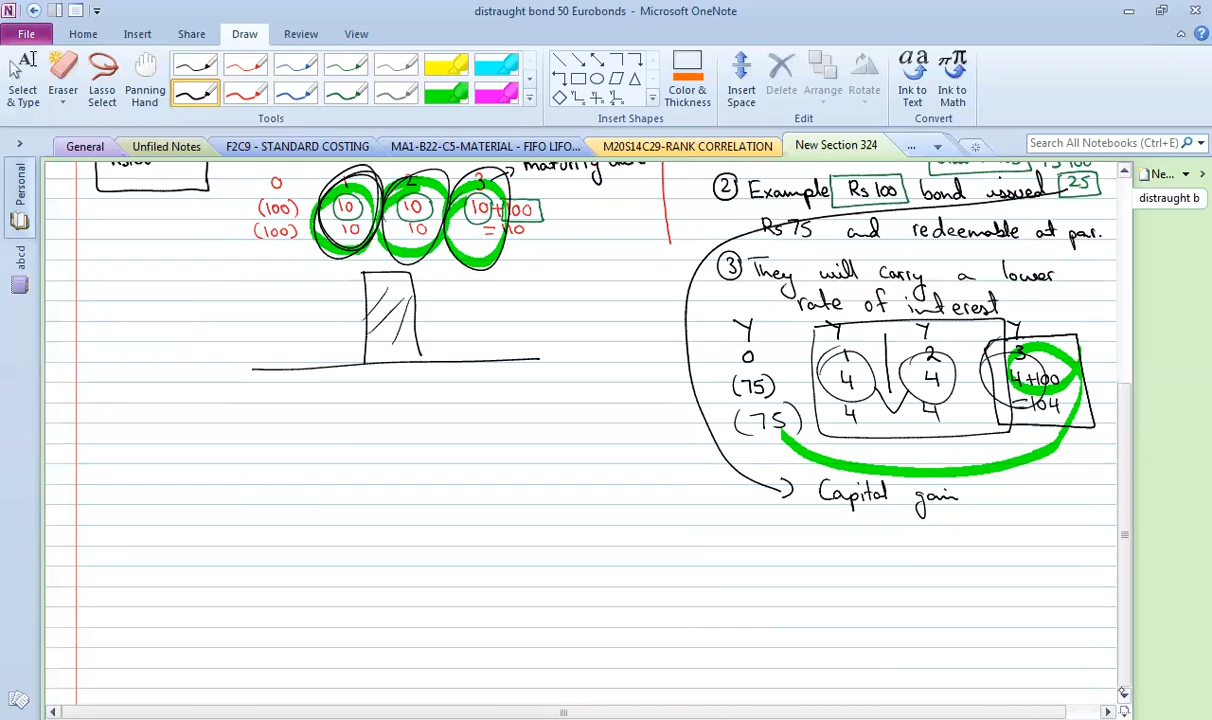 distraught bond 50 Eurobonds - Microsoft OneNote
File Home Insert Share Draw Review View
Select & Type
Eraser
Lasso Select
Panning Hand
Color & Thickness
Insert Space
Delete
Arrange
Rotate
Ink to Text
Ink to Math
Tools
Insert Shapes
Edit
Convert
General
Unfiled Notes
F2C9 - STANDARD COSTING
MA1-B22-C5-MATERIAL - FIFO LIFO...
M20S14C29-RANK CORRELATION
New Section 324
...
Search All Notebooks (Ctrl+E)
Personal
abcd
Ne...
distraught b
maturity
0 1 2 3
(100) 10 10 10 + 100
(100) 10 10 = 110
② Example Rs 100 bond issued 25
Rs 75 and redeemable at par.
③ They will carry a lower
rate of interest
Y Y Y Y
0 1 2 3
(75) 4 4 4+100
(75) 4 4 =104
Capital gain